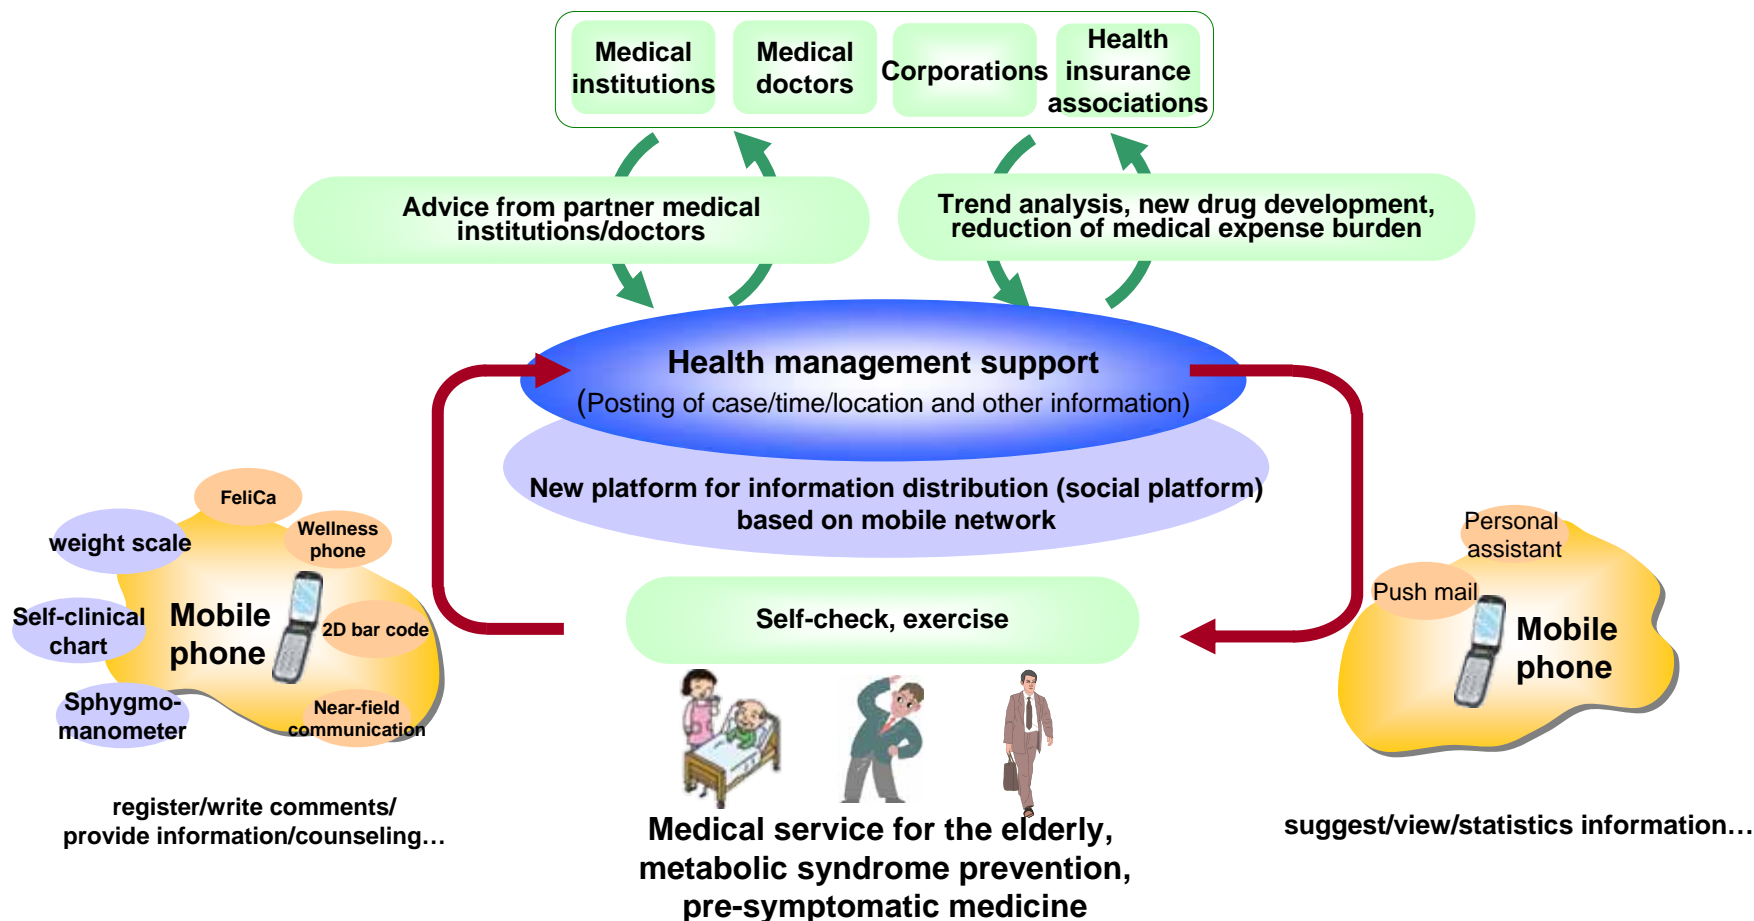 Medical
institutions
Medical
doctors
Corporations
Health
insurance
associations
Advice from partner medical
institutions/doctors
Trend analysis, new drug development,
reduction of medical expense burden
Health management support
(Posting of case/time/location and other information)
New platform for information distribution (social platform)
based on mobile network
FeliCa
weight scale
Wellness
phone
Self-clinical
chart
Mobile
phone
2D bar code
Sphygmo-
manometer
Near-field
communication
register/write comments/
provide information/counseling…
Self-check, exercise
Medical service for the elderly,
metabolic syndrome prevention,
pre-symptomatic medicine
Personal
assistant
Push mail
Mobile
phone
suggest/view/statistics information…